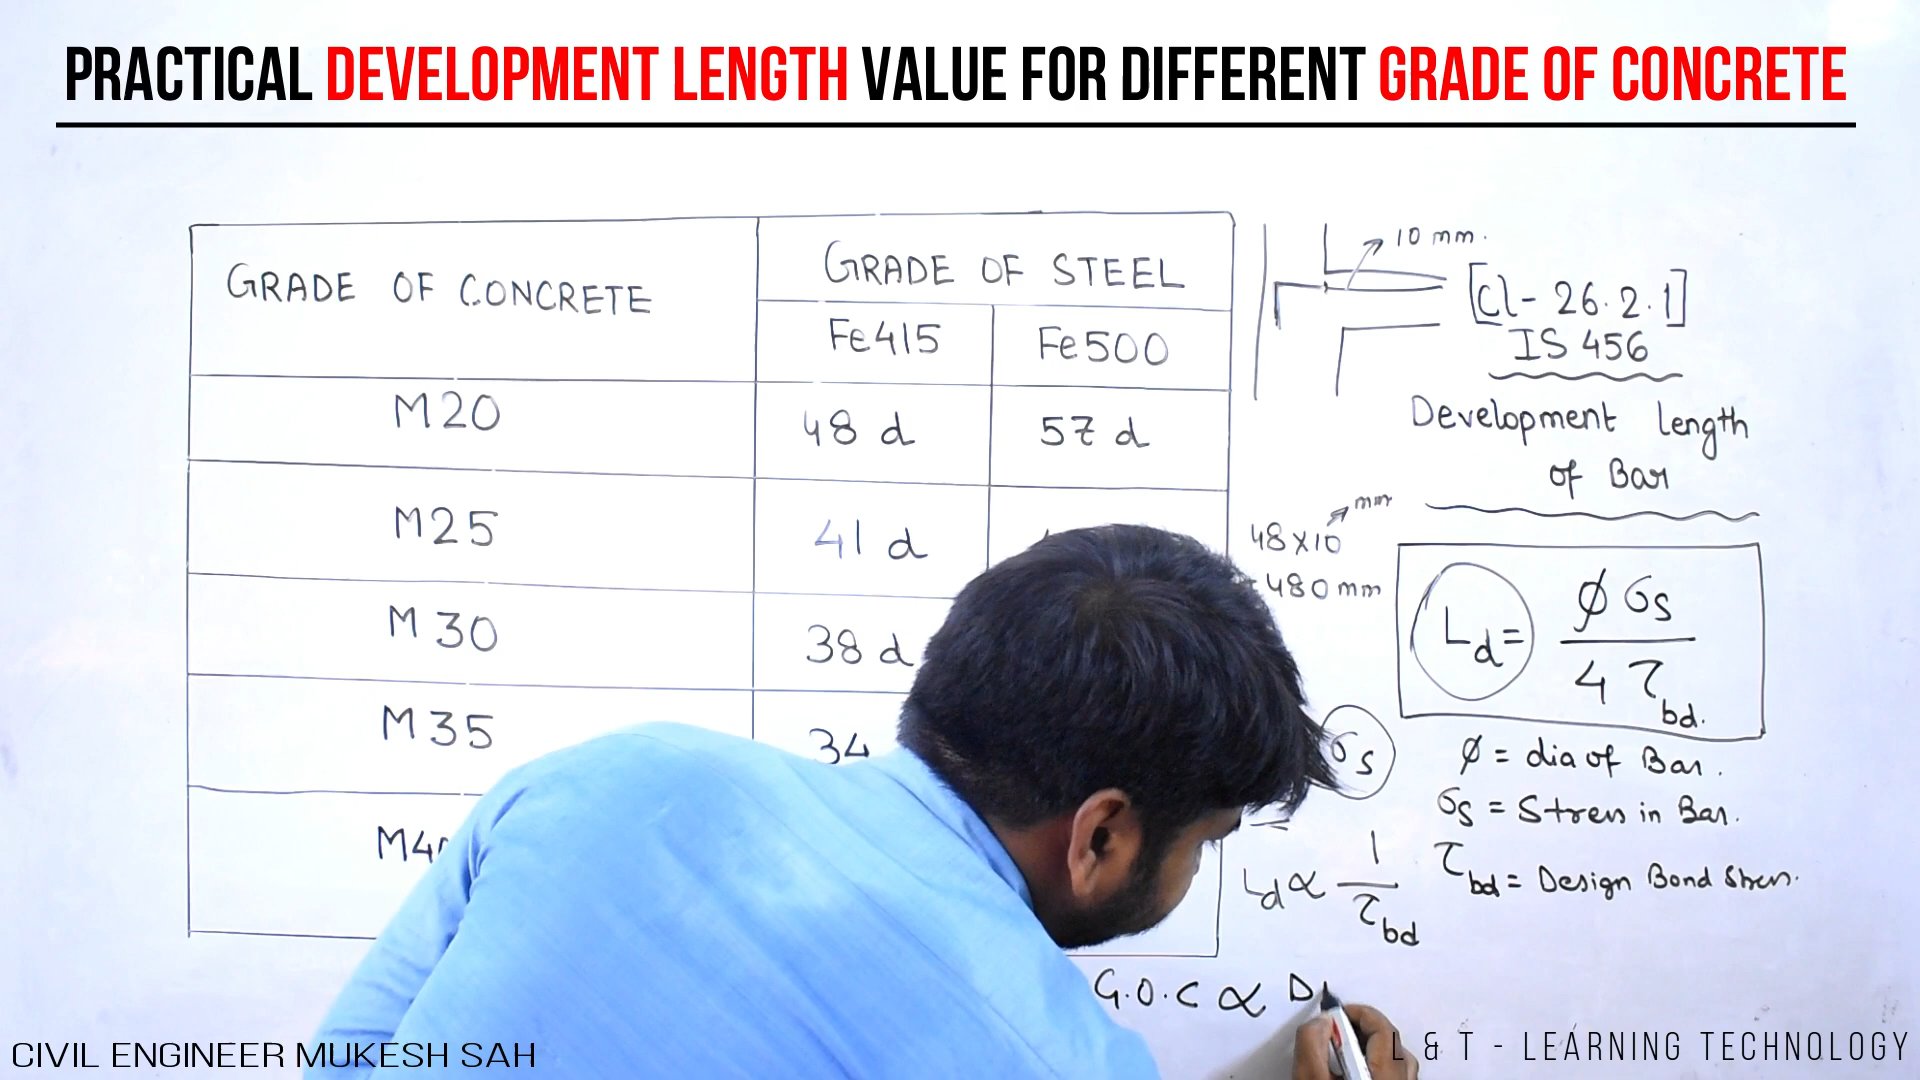 PRACTICAL DEVELOPMENT LENGTH VALUE FOR DIFFERENT GRADE OF CONCRETE
GRADE OF CONCRETE
GRADE OF STEEL
Fe415
Fe500
M20
48 d
57 d
M25
41 d
M 30
38 d
M 35
34
10 mm.
[Cl- 26.2.1]
IS 456
Development length
of Bar
mm
48×10
480 mm
Ld= ϕ σs
4 τbd.
σs
ϕ = dia of Bar.
σs = Stress in Bar.
τbd = Design Bond Stress.
Ld ∝ 1
τbd
G.O.C ∝ D
CIVIL ENGINEER MUKESH SAH
L & T - LEARNING TECHNOLOGY